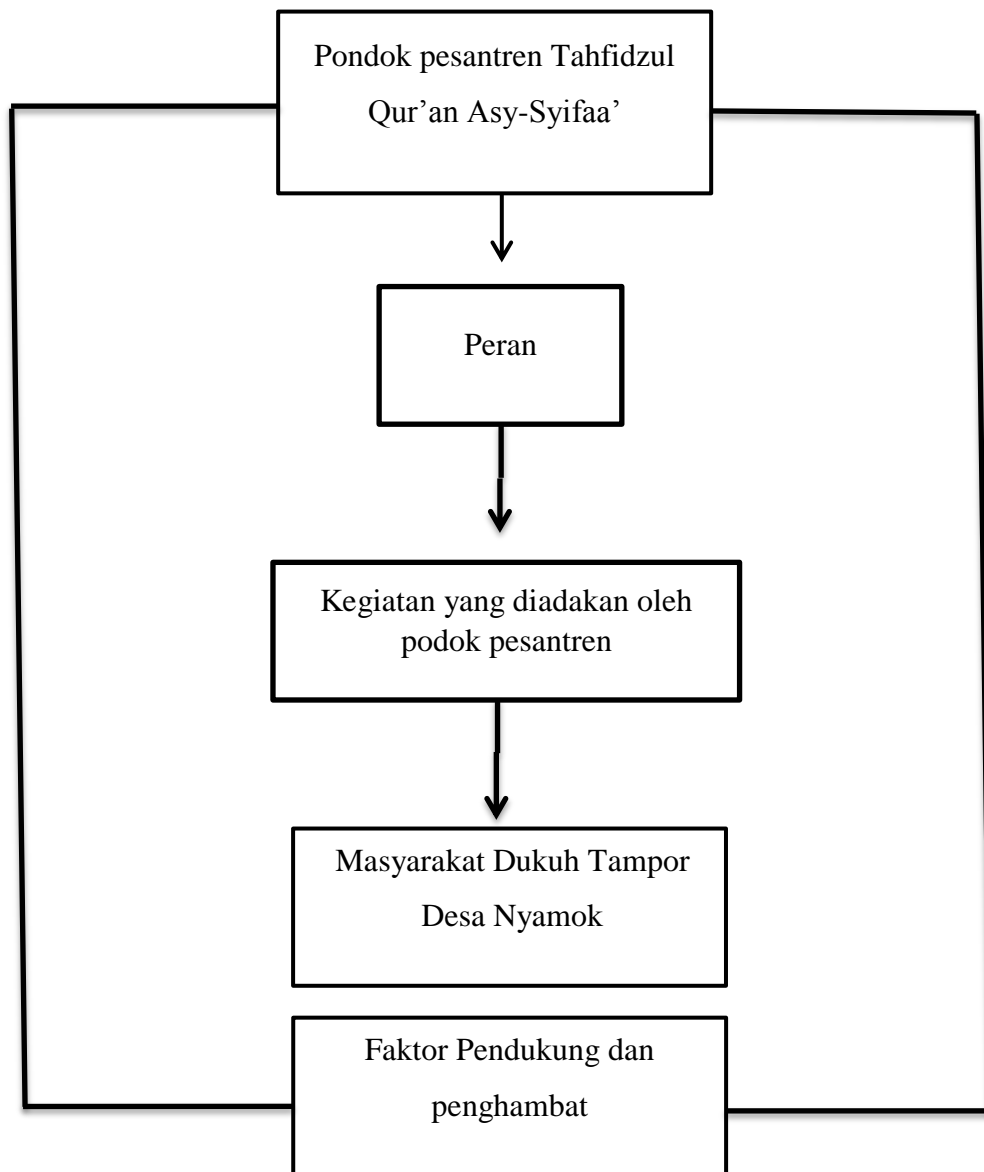 Pondok pesantren Tahfidzul
Qur’an Asy-Syifaa’
Peran
Kegiatan yang diadakan oleh
podok pesantren
Masyarakat Dukuh Tampor
Desa Nyamok
Faktor Pendukung dan
penghambat